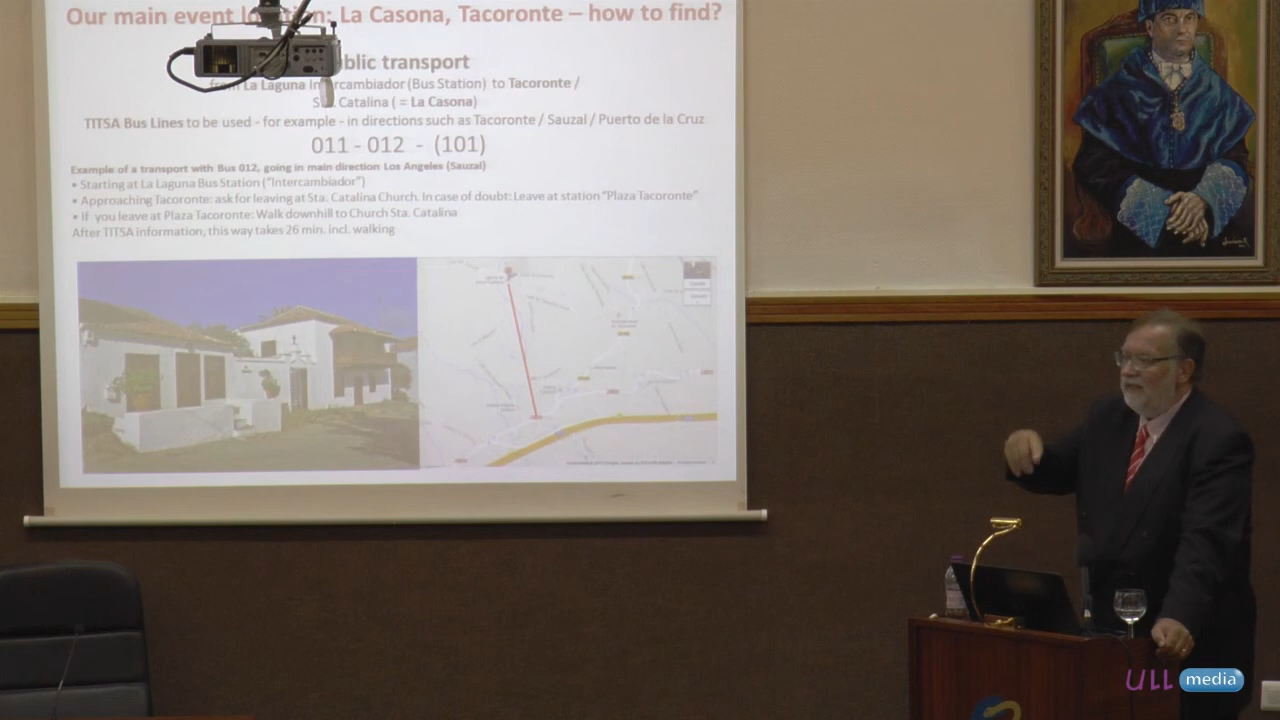 Our main event location: La Casona, Tacoronte – how to find?
blic transport
from La Laguna Intercambiador (Bus Station) to Tacoronte /
Catalina ( = La Casona)
TITSA Bus Lines to be used - for example - in directions such as Tacoronte / Sauzal / Puerto de la Cruz
011 - 012 - (101)
Example of a transport with Bus 012, going in main direction Los Angeles (Sauzal)
• Starting at La Laguna Bus Station ("Intercambiador")
• Approaching Tacoronte: ask for leaving at Sta. Catalina Church. In case of doubt: Leave at station "Plaza Tacoronte"
• If you leave at Plaza Tacoronte: Walk downhill to Church Sta. Catalina
After TITSA information, this way takes 26 min. incl. walking
ULL media